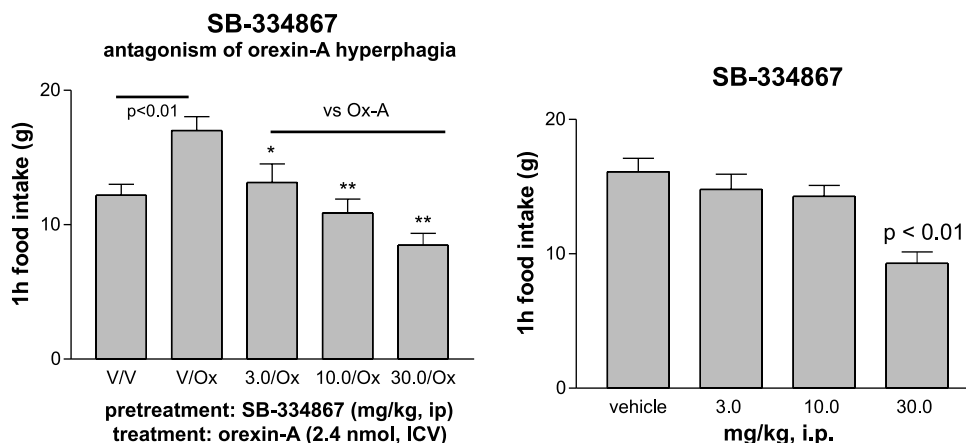 SB-334867
antagonism of orexin-A hyperphagia
1h food intake (g)
20
10
0
p<0.01
vs Ox-A
*
**
**
V/V V/Ox 3.0/Ox 10.0/Ox 30.0/Ox
pretreatment: SB-334867 (mg/kg, ip)
treatment: orexin-A (2.4 nmol, ICV)
SB-334867
1h food intake (g)
20
10
0
p < 0.01
vehicle 3.0 10.0 30.0
mg/kg, i.p.